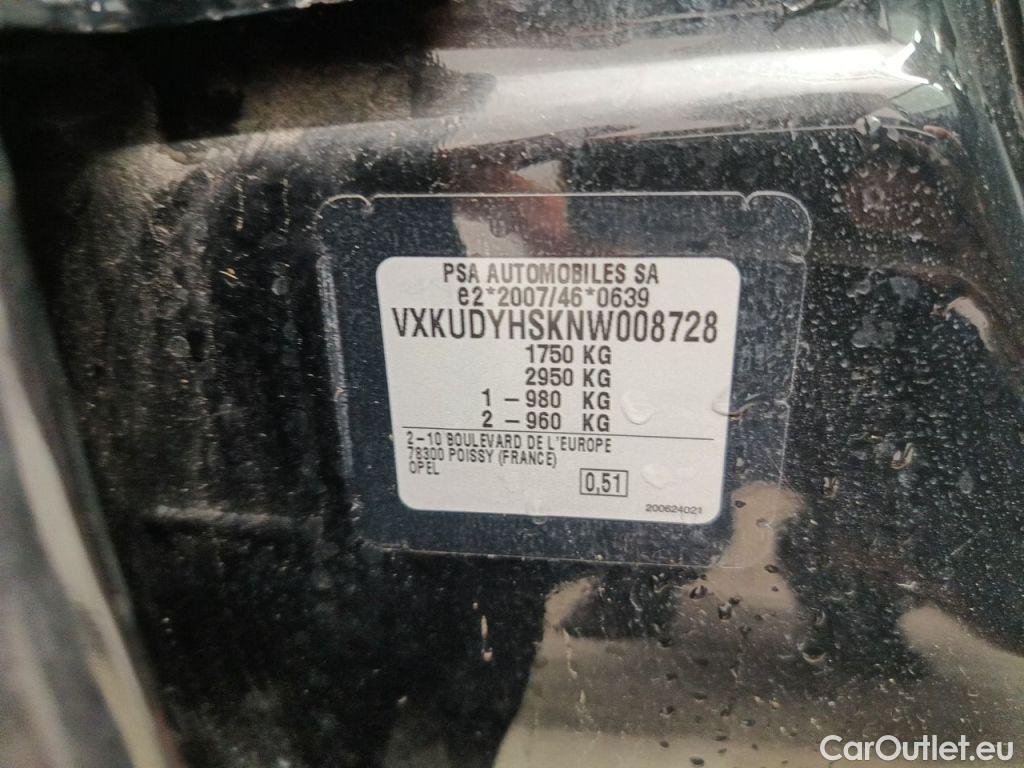 PSA AUTOMOBILES SA
e2*2007/46*0639
VXKUDYHSKNW008728
1750 KG
2950 KG
1 – 980 KG
2 – 960 KG
2–10 BOULEVARD DE L'EUROPE
78300 POISSY (FRANCE)
OPEL
0,51
200624021
CarOutlet.eu